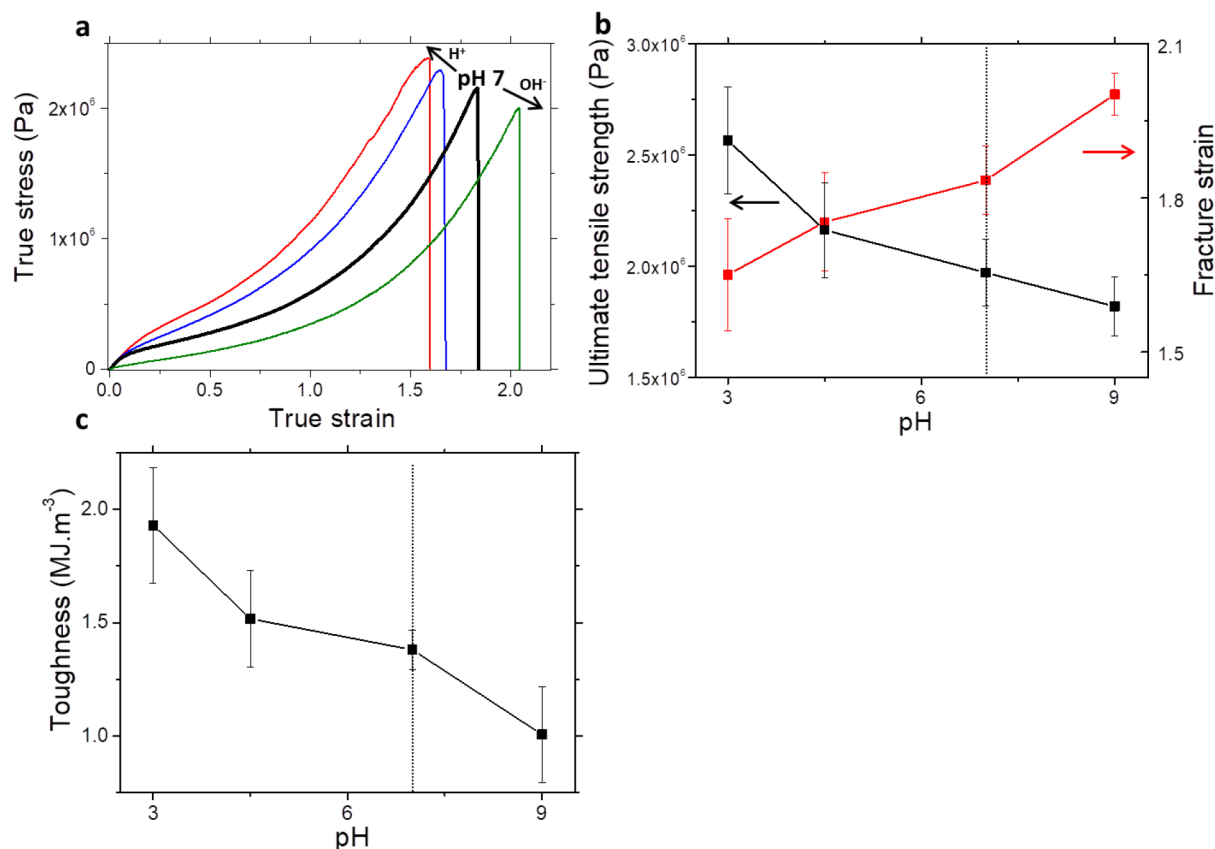 a
H⁺
pH 7
OH⁻
True stress (Pa)
2x10⁶
1x10⁶
0
0.0 0.5 1.0 1.5 2.0
True strain
b
Ultimate tensile strength (Pa)
3.0x10⁶
2.5x10⁶
2.0x10⁶
1.5x10⁶
3 6 9
pH
2.1
1.8
1.5
Fracture strain
c
Toughness (MJ.m⁻³)
2.0
1.5
1.0
3 6 9
pH